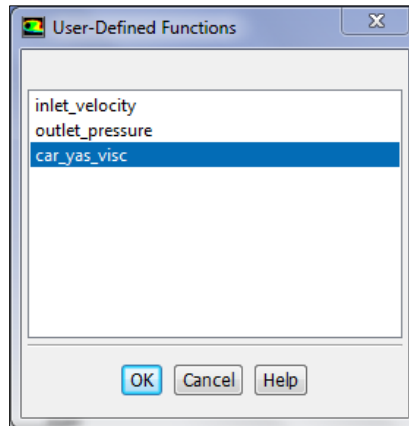 User-Defined Functions
inlet_velocity
outlet_pressure
car_yas_visc
OK Cancel Help